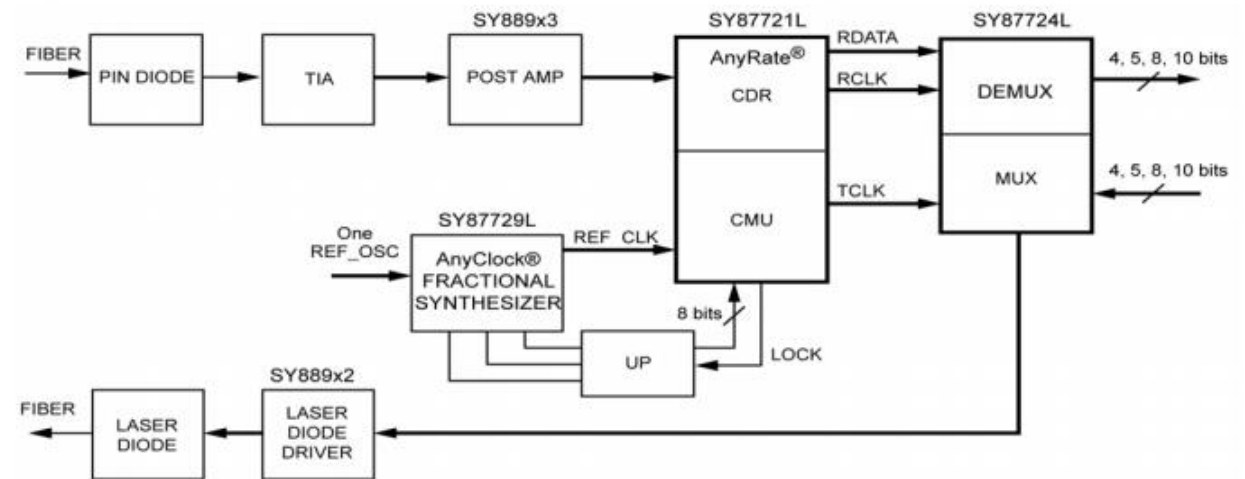 SY889x3
SY87721L
SY87724L
FIBER
PIN DIODE
TIA
POST AMP
AnyRate®
CDR
RDATA
RCLK
DEMUX
4, 5, 8, 10 bits
CMU
TCLK
MUX
4, 5, 8, 10 bits
SY87729L
One
REF_OSC
AnyClock®
FRACTIONAL
SYNTHESIZER
REF_CLK
8 bits
UP
LOCK
SY889x2
FIBER
LASER
DIODE
LASER
DIODE
DRIVER